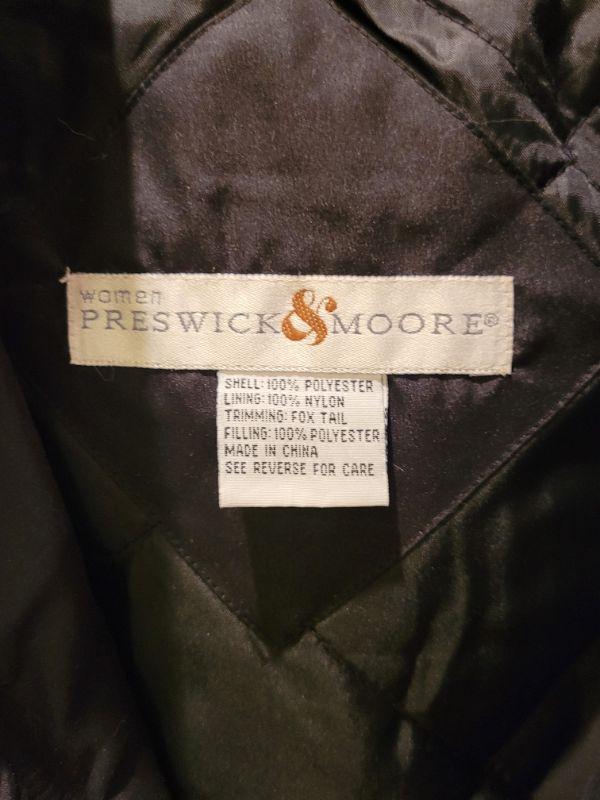 women
PRESWICK & MOORE®
SHELL: 100% POLYESTER
LINING: 100% NYLON
TRIMMING: FOX TAIL
FILLING: 100% POLYESTER
MADE IN CHINA
SEE REVERSE FOR CARE